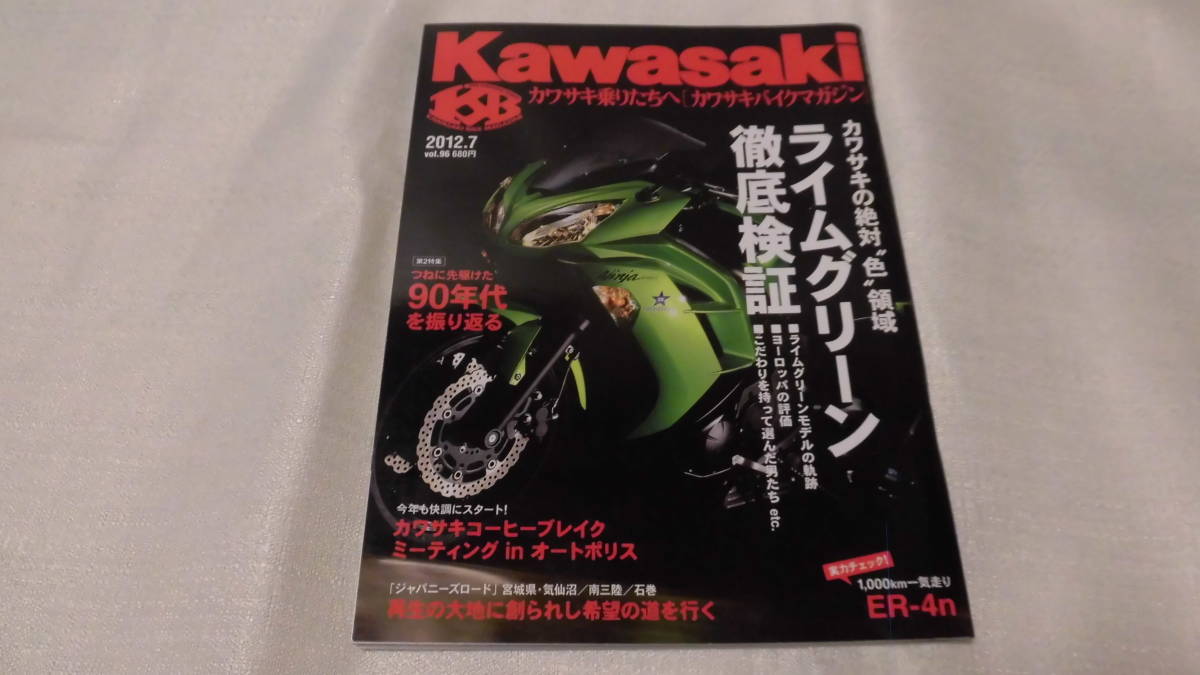 Kawasaki
カワサキ乗りたちへ［カワサキバイクマガジン
2012.7
vol.96 680円
カワサキの絶対“色”領域
ライムグリーン
徹底検証
■ライムグリーンモデルの軌跡
■ヨーロッパの評価
■こだわりを持って選んだ男たち etc.
第2特集
つねに先駆けた
90年代
を振り返る
Ninja
今年も快調にスタート！
カワサキコーヒーブレイク
ミーティング in オートポリス
「ジャパニーズロード」宮城県・気仙沼／南三陸／石巻
再生の大地に創られし希望の道を行く
実力チェック！
1,000km一気走り
ER-4n